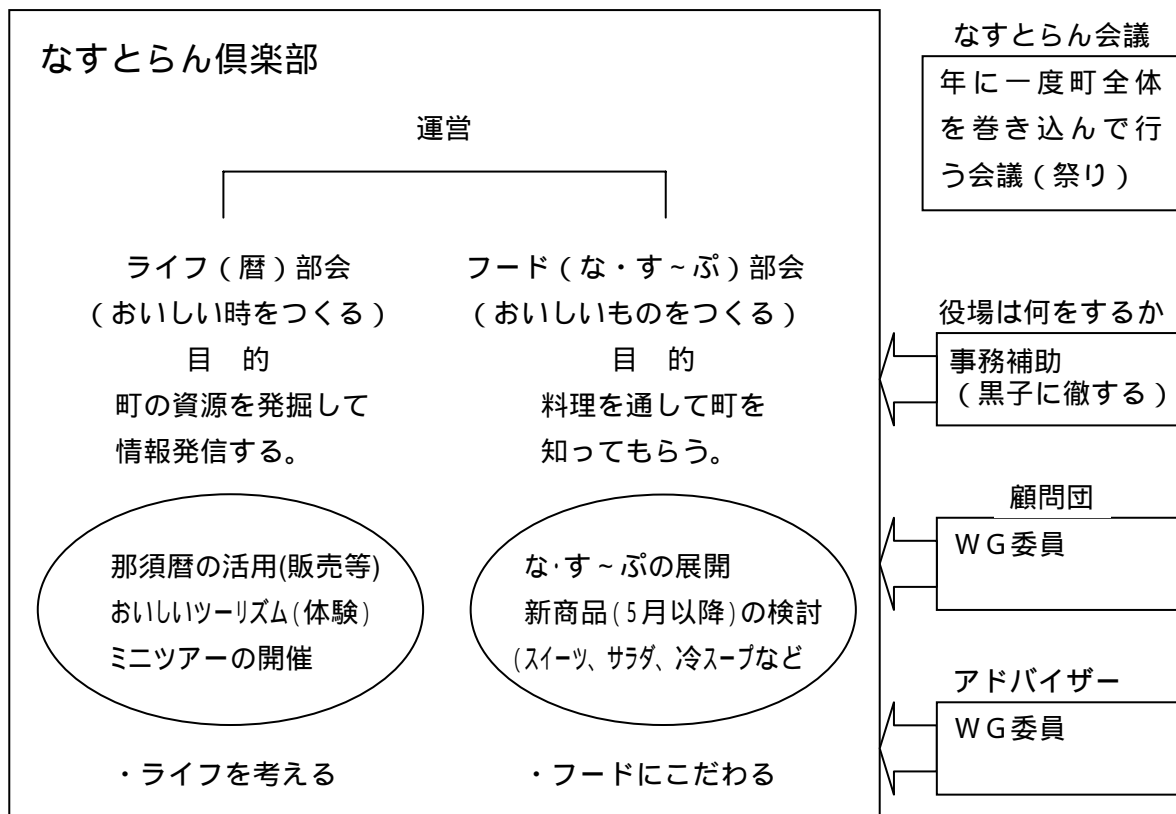 なすとらん倶楽部
運営
ライフ（暦）部会
（おいしい時をつくる）
目　的
町の資源を発掘して
情報発信する。
那須暦の活用(販売等)
おいしいツーリズム(体験)
ミニツアーの開催
・ライフを考える
フード（な・す～ぷ）部会
（おいしいものをつくる）
目　的
料理を通して町を
知ってもらう。
な・す～ぷの展開
新商品(5月以降)の検討
(スイーツ、サラダ、冷スープなど
・フードにこだわる
なすとらん会議
年に一度町全体
を巻き込んで行
う会議（祭り）
役場は何をするか
事務補助
（黒子に徹する）
顧問団
ＷＧ委員
アドバイザー
ＷＧ委員